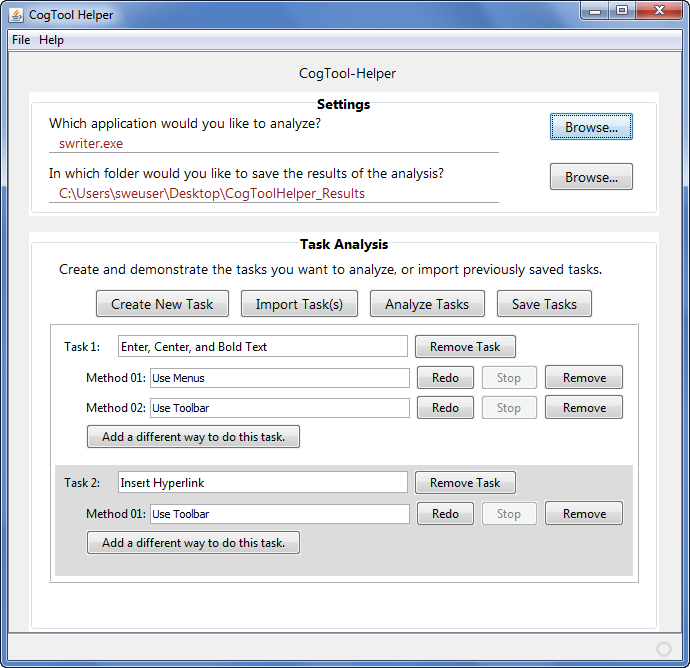 CogTool Helper
File Help
CogTool-Helper
Settings
Which application would you like to analyze?
Browse...
swriter.exe
In which folder would you like to save the results of the analysis?
Browse...
C:\Users\sweuser\Desktop\CogToolHelper_Results
Task Analysis
Create and demonstrate the tasks you want to analyze, or import previously saved tasks.
Create New Task Import Task(s) Analyze Tasks Save Tasks
Task 1: Enter, Center, and Bold Text Remove Task
Method 01: Use Menus Redo Stop Remove
Method 02: Use Toolbar Redo Stop Remove
Add a different way to do this task.
Task 2: Insert Hyperlink Remove Task
Method 01: Use Toolbar Redo Stop Remove
Add a different way to do this task.